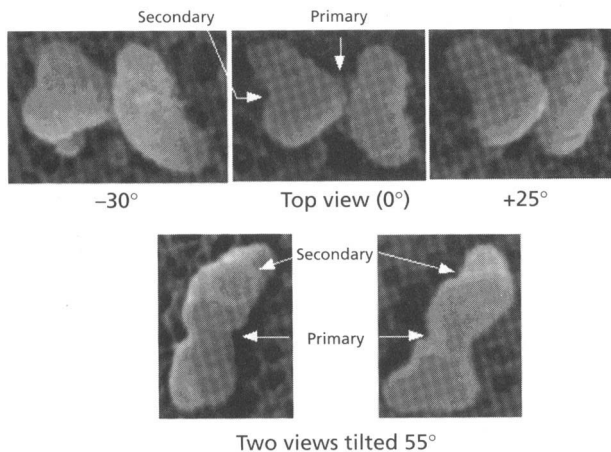 Secondary Primary
−30° Top view (0°) +25°
Secondary
Primary
Two views tilted 55°